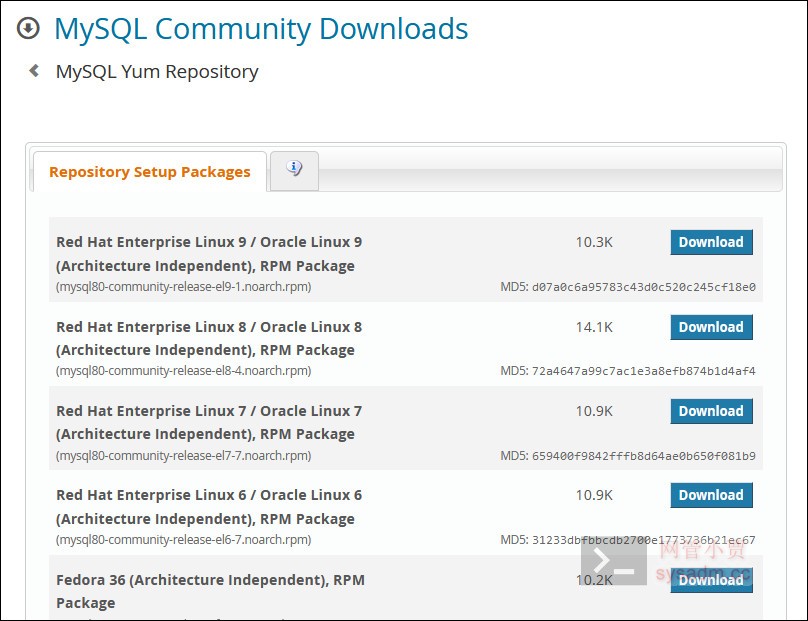 MySQL Community Downloads
MySQL Yum Repository
Repository Setup Packages
Red Hat Enterprise Linux 9 / Oracle Linux 9 10.3K Download
(Architecture Independent), RPM Package
(mysql80-community-release-el9-1.noarch.rpm) MD5: d07a0c6a95783c43d0c520c245cf18e0
Red Hat Enterprise Linux 8 / Oracle Linux 8 14.1K Download
(Architecture Independent), RPM Package
(mysql80-community-release-el8-4.noarch.rpm) MD5: 72a4647a99c7ac1e3a8efb874b1d4af4
Red Hat Enterprise Linux 7 / Oracle Linux 7 10.9K Download
(Architecture Independent), RPM Package
(mysql80-community-release-el7-7.noarch.rpm) MD5: 659400f9842fffb8d64ae0b650f081b9
Red Hat Enterprise Linux 6 / Oracle Linux 6 10.9K Download
(Architecture Independent), RPM Package
(mysql80-community-release-el6-7.noarch.rpm) MD5: 31233dbfbbcdb2700e1773736b21ec67
网管小贾
Fedora 36 (Architecture Independent), RPM 10.2K Download
sysadm.cc
Package